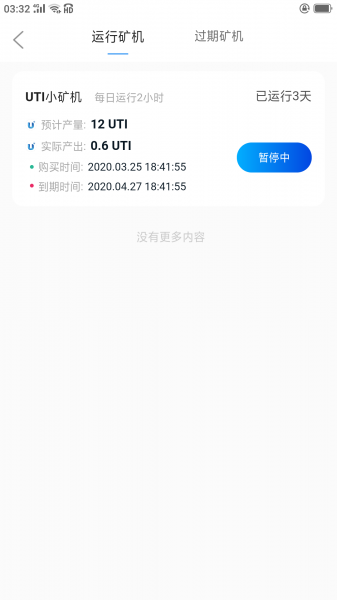 03:32 4G HD
运行矿机 过期矿机
UTI小矿机 每日运行2小时 已运行3天
预计产量: 12 UTI
实际产出: 0.6 UTI
暂停中
购买时间: 2020.03.25 18:41:55
到期时间: 2020.04.27 18:41:55
没有更多内容